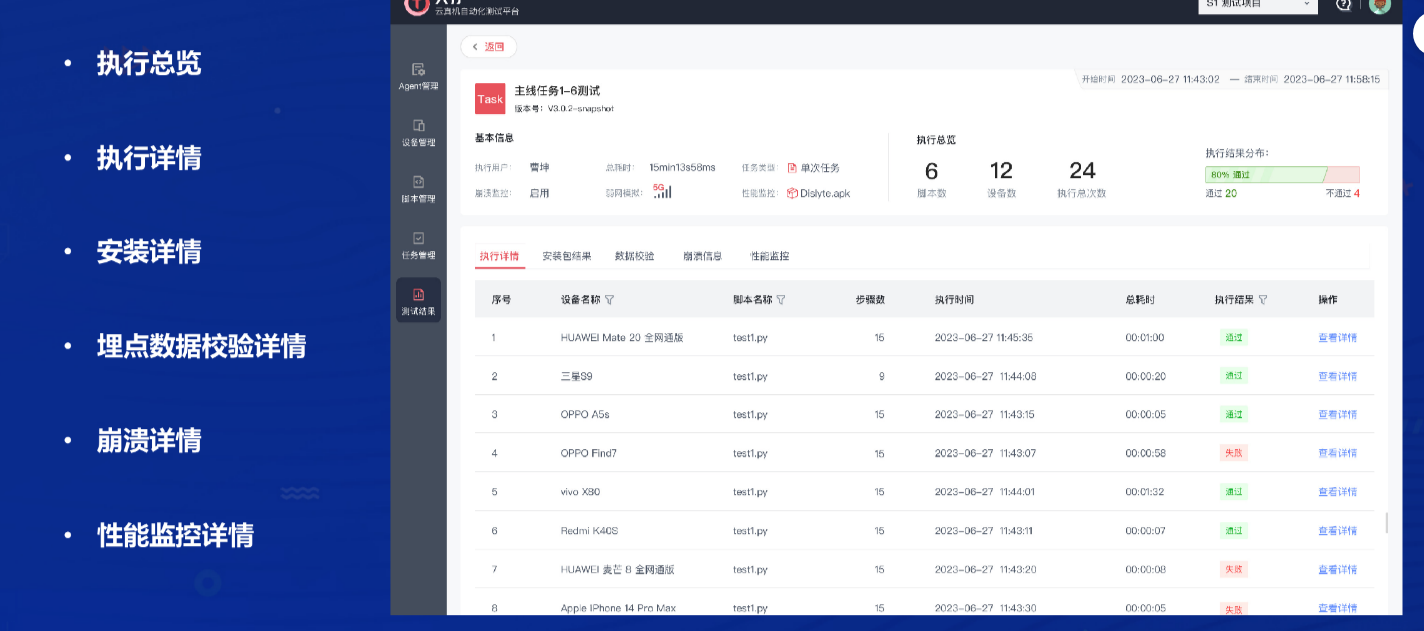 执行总览
执行详情
安装详情
埋点数据校验详情
崩溃详情
性能监控详情
云真机自动化测试平台
S1 测试项目
Agent管理
设备管理
脚本管理
任务管理
测试结果
返回
开始时间 2023-06-27 11:43:02 — 结束时间 2023-06-27 11:58:15
Task
主线任务1-6测试
版本号: V3.0.2-snapshot
基本信息
执行用户: 曹坤 总耗时: 15min13s58ms 任务类型: 单次任务
崩溃监控: 启用 弱网模拟: 5G 性能监控: Dislyte.apk
执行总览
6 12 24
脚本数 设备数 执行总次数
执行结果分布:
80% 通过
通过 20 不通过 4
执行详情 安装包结果 数据校验 崩溃信息 性能监控
序号 设备名称 脚本名称 步骤数 执行时间 总耗时 执行结果 操作
1 HUAWEI Mate 20 全网通版 test1.py 15 2023-06-27 11:45:35 00:01:00 通过 查看详情
2 三星S9 test1.py 9 2023-06-27 11:44:08 00:00:20 通过 查看详情
3 OPPO A5s test1.py 15 2023-06-27 11:43:15 00:00:05 通过 查看详情
4 OPPO Find7 test1.py 15 2023-06-27 11:43:07 00:00:58 失败 查看详情
5 vivo X80 test1.py 15 2023-06-27 11:44:01 00:01:32 通过 查看详情
6 Redmi K40S test1.py 15 2023-06-27 11:43:11 00:00:07 通过 查看详情
7 HUAWEI 麦芒 8 全网通版 test1.py 15 2023-06-27 11:43:20 00:00:08 失败 查看详情
8 Apple IPhone 14 Pro Max test1.py 15 2023-06-27 11:43:30 00:00:05 失败 查看详情